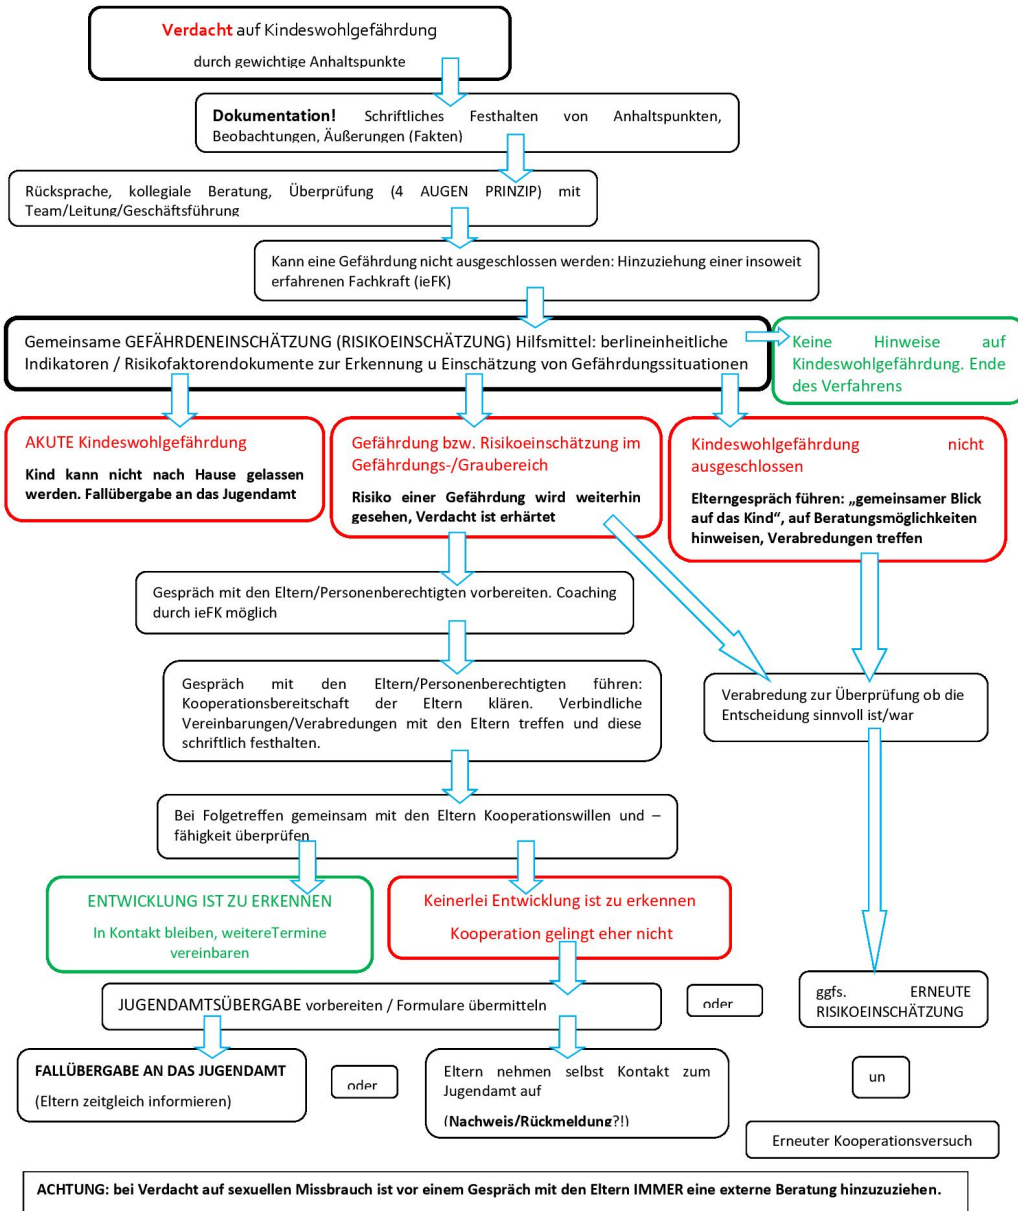 Verdacht auf Kindeswohlgefährdung
durch gewichtige Anhaltspunkte
Dokumentation! Schriftliches Festhalten von Anhaltspunkten,
Beobachtungen, Äußerungen (Fakten)
Rücksprache, kollegiale Beratung, Überprüfung (4 AUGEN PRINZIP) mit
Team/Leitung/Geschäftsführung
Kann eine Gefährdung nicht ausgeschlossen werden: Hinzuziehung einer insoweit
erfahrenen Fachkraft (ieFK)
Gemeinsame GEFÄHRDENEINSCHÄTZUNG (RISIKOEINSCHÄTZUNG) Hilfsmittel: berlineinheitliche
Indikatoren / Risikofaktorendokumente zur Erkennung u Einschätzung von Gefährdungssituationen
Keine Hinweise auf
Kindeswohlgefährdung. Ende
des Verfahrens
AKUTE Kindeswohlgefährdung
Kind kann nicht nach Hause gelassen
werden. Fallübergabe an das Jugendamt
Gefährdung bzw. Risikoeinschätzung im
Gefährdungs-/Graubereich
Risiko einer Gefährdung wird weiterhin
gesehen, Verdacht ist erhärtet
Kindeswohlgefährdung nicht
ausgeschlossen
Elterngespräch führen: „gemeinsamer Blick
auf das Kind“, auf Beratungsmöglichkeiten
hinweisen, Verabredungen treffen
Gespräch mit den Eltern/Personenberechtigten vorbereiten. Coaching
durch ieFK möglich
Gespräch mit den Eltern/Personenberechtigten führen:
Kooperationsbereitschaft der Eltern klären. Verbindliche
Vereinbarungen/Verabredungen mit den Eltern treffen und diese
schriftlich festhalten.
Verabredung zur Überprüfung ob die
Entscheidung sinnvoll ist/war
Bei Folgetreffen gemeinsam mit den Eltern Kooperationswillen und –
fähigkeit überprüfen
ENTWICKLUNG IST ZU ERKENNEN
In Kontakt bleiben, weitereTermine
vereinbaren
Keinerlei Entwicklung ist zu erkennen
Kooperation gelingt eher nicht
JUGENDAMTSÜBERGABE vorbereiten / Formulare übermitteln
oder
ggfs. ERNEUTE
RISIKOEINSCHÄTZUNG
FALLÜBERGABE AN DAS JUGENDAMT
(Eltern zeitgleich informieren)
oder
Eltern nehmen selbst Kontakt zum
Jugendamt auf
(Nachweis/Rückmeldung?!)
un
Erneuter Kooperationsversuch
ACHTUNG: bei Verdacht auf sexuellen Missbrauch ist vor einem Gespräch mit den Eltern IMMER eine externe Beratung hinzuzuziehen.